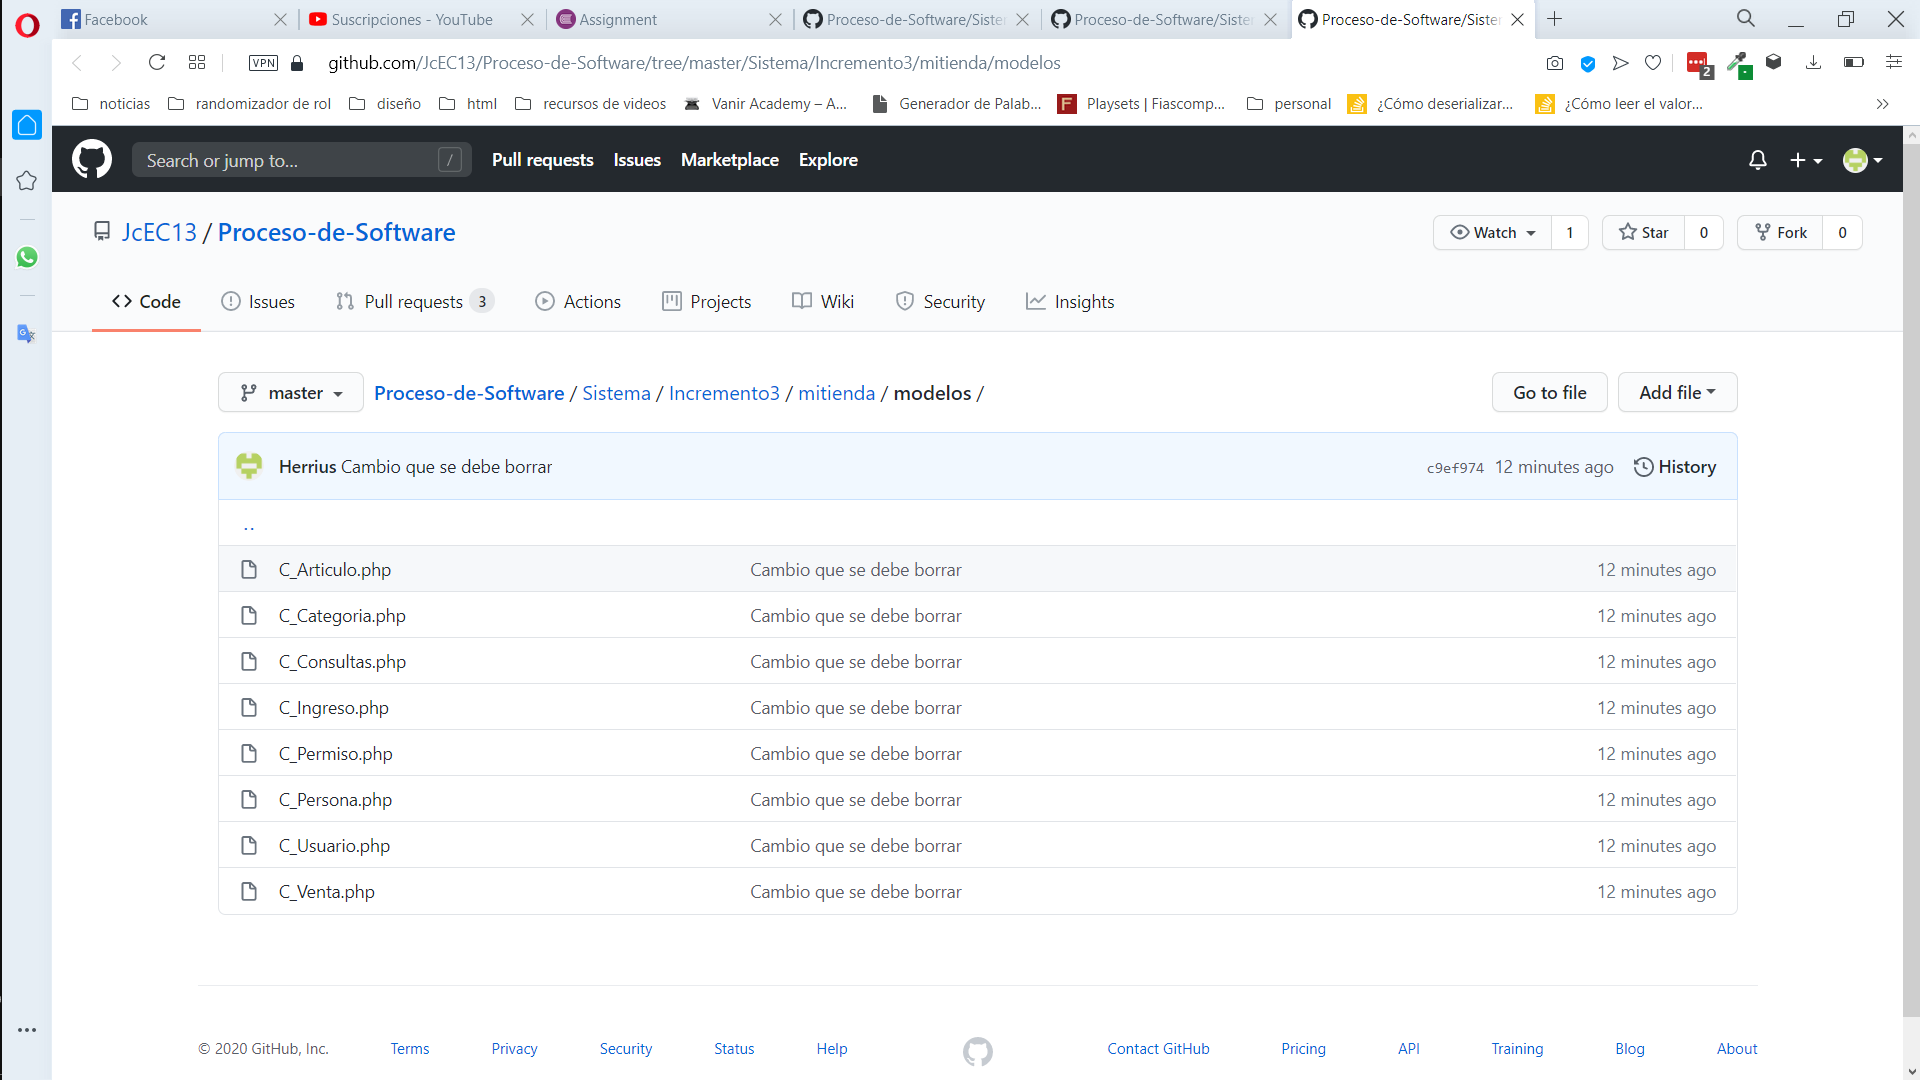 Facebook
Suscripciones - YouTube
Assignment
Proceso-de-Software/Siste
Proceso-de-Software/Siste
Proceso-de-Software/Siste
VPN
github.com/JcEC13/Proceso-de-Software/tree/master/Sistema/Incremento3/mitienda/modelos
2
noticias
randomizador de rol
diseño
html
recursos de videos
Vanir Academy – A...
Generador de Palab...
Playsets | Fiascomp...
personal
¿Cómo deserializar...
¿Cómo leer el valor...
Search or jump to...
/
Pull requests
Issues
Marketplace
Explore
JcEC13 / Proceso-de-Software
Watch
1
Star
0
Fork
0
Code
Issues
Pull requests 3
Actions
Projects
Wiki
Security
Insights
master
Proceso-de-Software / Sistema / Incremento3 / mitienda / modelos /
Go to file
Add file
Herrius Cambio que se debe borrar
c9ef974 12 minutes ago
History
..
C_Articulo.php Cambio que se debe borrar 12 minutes ago
C_Categoria.php Cambio que se debe borrar 12 minutes ago
C_Consultas.php Cambio que se debe borrar 12 minutes ago
C_Ingreso.php Cambio que se debe borrar 12 minutes ago
C_Permiso.php Cambio que se debe borrar 12 minutes ago
C_Persona.php Cambio que se debe borrar 12 minutes ago
C_Usuario.php Cambio que se debe borrar 12 minutes ago
C_Venta.php Cambio que se debe borrar 12 minutes ago
© 2020 GitHub, Inc.
Terms
Privacy
Security
Status
Help
Contact GitHub
Pricing
API
Training
Blog
About